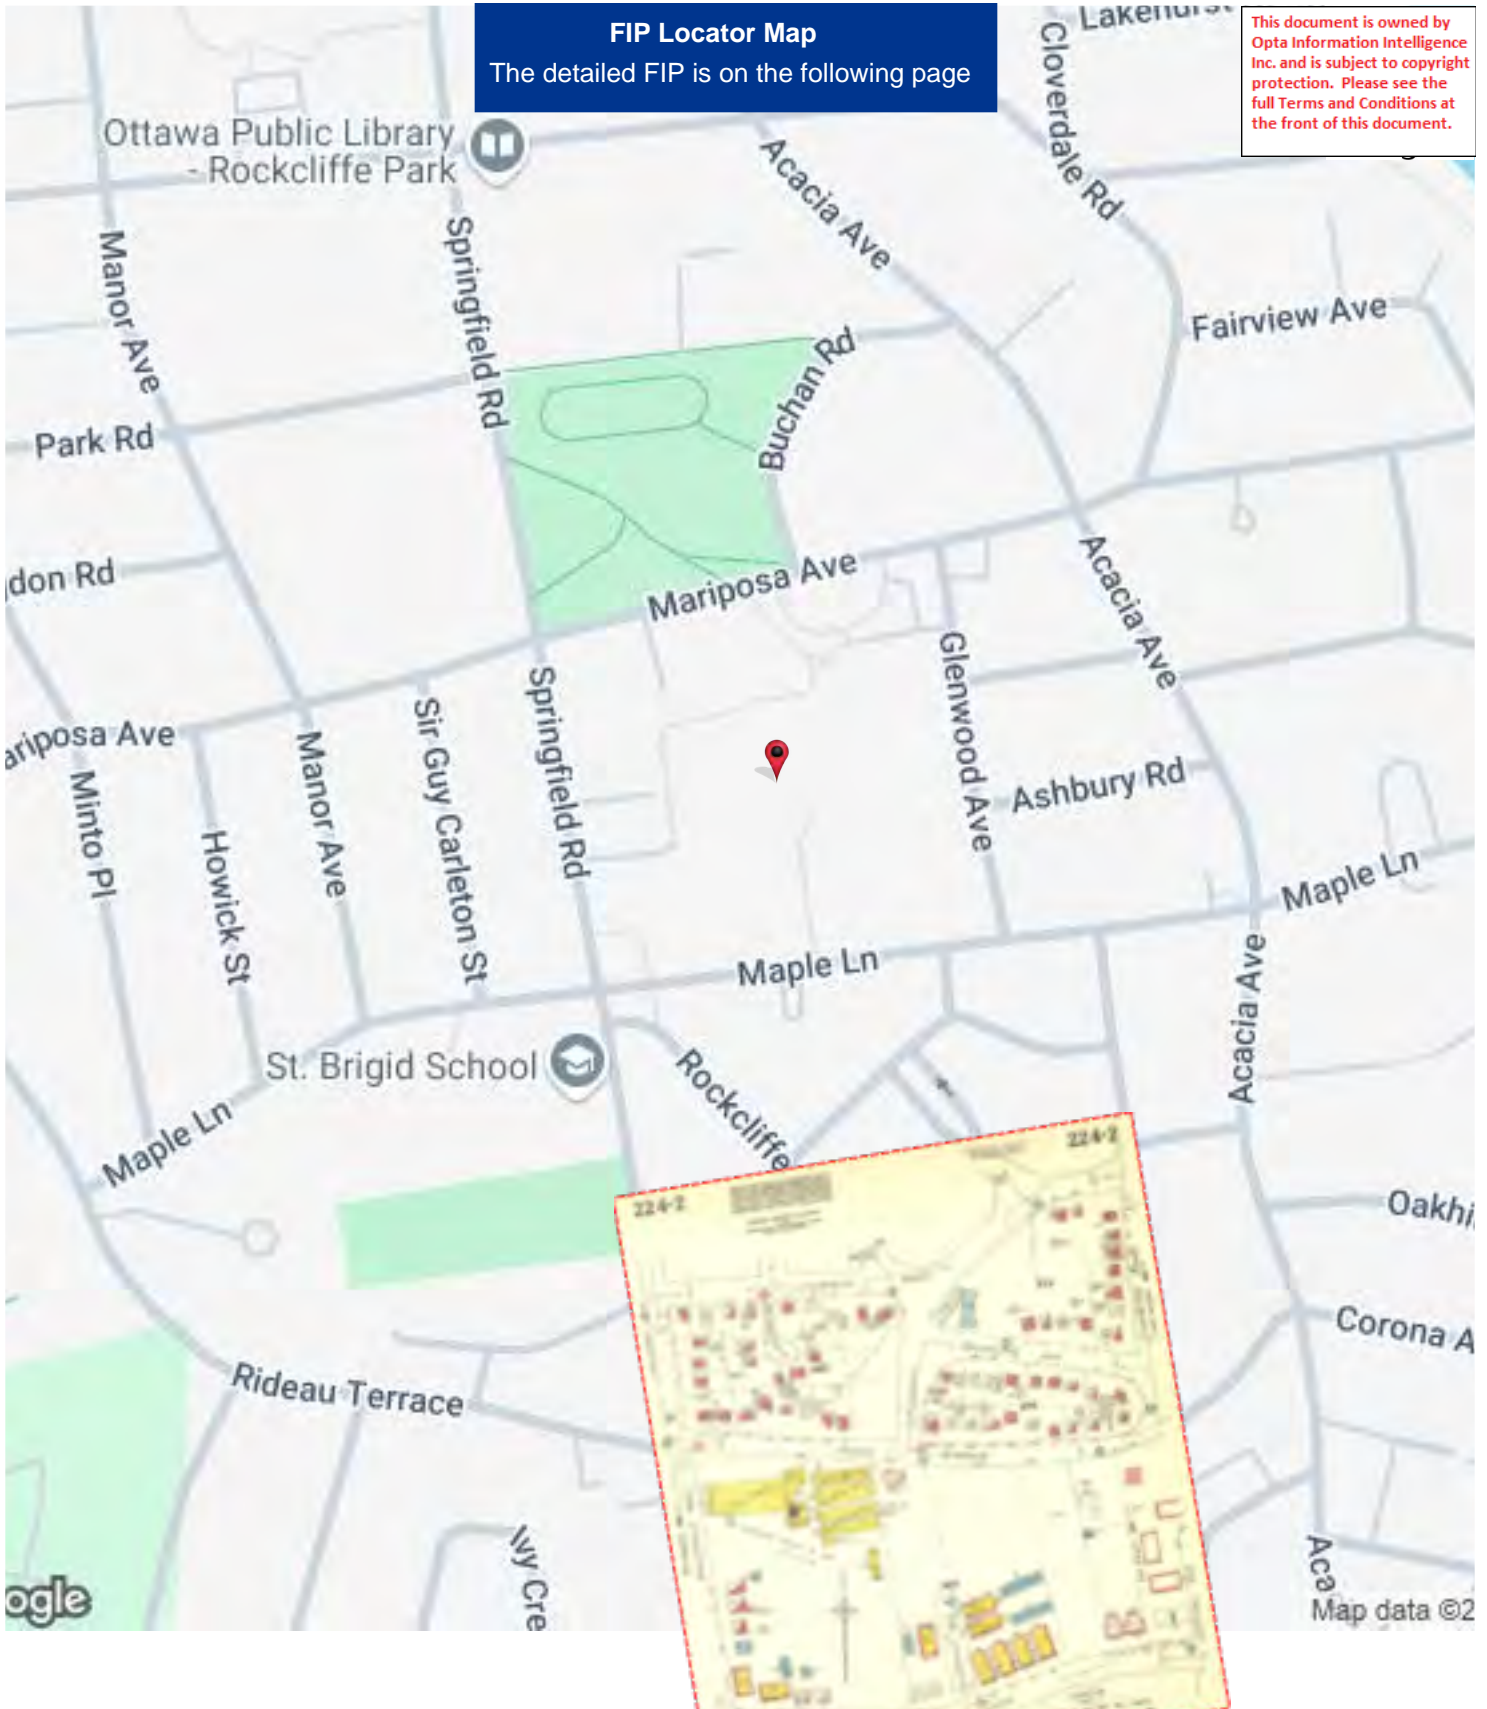 FIP Locator Map
The detailed FIP is on the following page
This document is owned by
Opta Information Intelligence
Inc. and is subject to copyright
protection. Please see the
full Terms and Conditions at
the front of this document.
Cloverdale Rd
Ottawa Public Library
- Rockcliffe Park
Acacia Ave
Manor Ave
Springfield Rd
Fairview Ave
Buchan Rd
Park Rd
don Rd
Mariposa Ave
Acacia Ave
Glenwood Ave
Springfield Rd
Sir Guy Carleton St
ariposa Ave
Manor Ave
Minto Pl
Howick St
Ashbury Rd
Maple Ln
Maple Ln
Acacia Ave
St. Brigid School
Rockcliffe
Maple Ln
224-2
224-2
Oakhi
Corona A
Rideau Terrace
Ivy Cre
Aca
ogle
Map data ©2